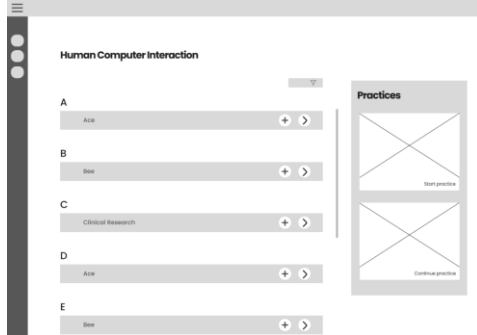 Human Computer Interaction
A
Ace
B
Bee
C
Clinical Research
D
Ace
E
Bee
Practices
Start practice
Continue practice